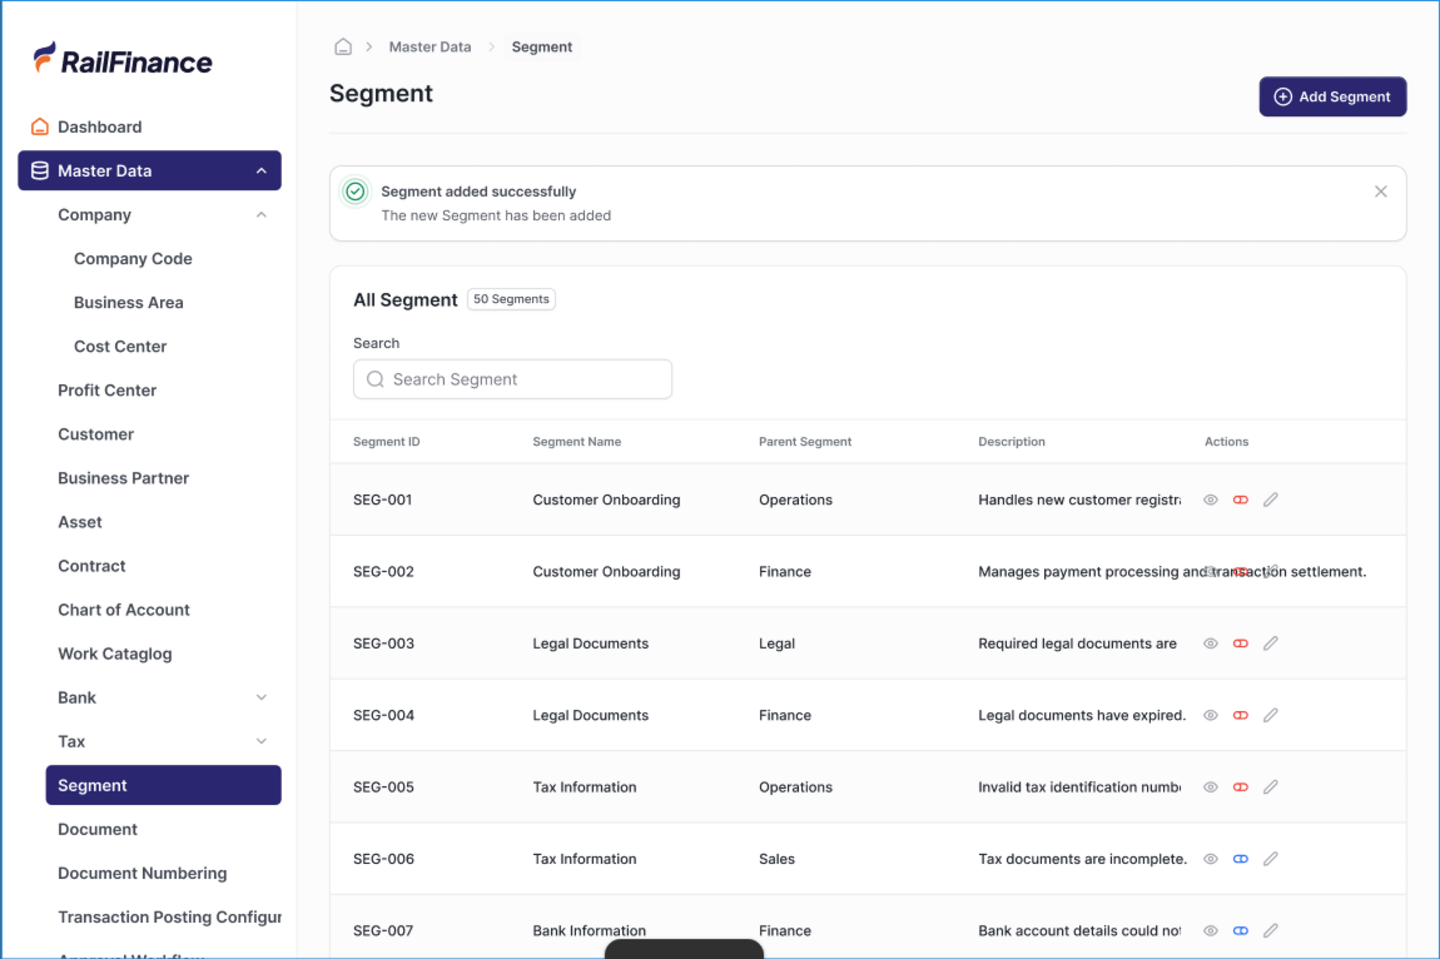 RailFinance
Dashboard
Master Data
Company
Company Code
Business Area
Cost Center
Profit Center
Customer
Business Partner
Asset
Contract
Chart of Account
Work Cataglog
Bank
Tax
Segment
Document
Document Numbering
Transaction Posting Configur
Approval Workflow
Master Data
Segment
Segment
Add Segment
Segment added successfully
The new Segment has been added
All Segment 50 Segments
Search
Search Segment
Segment ID Segment Name Parent Segment Description Actions
SEG-001 Customer Onboarding Operations Handles new customer registra
SEG-002 Customer Onboarding Finance Manages payment processing and transaction settlement.
SEG-003 Legal Documents Legal Required legal documents are
SEG-004 Legal Documents Finance Legal documents have expired.
SEG-005 Tax Information Operations Invalid tax identification numb
SEG-006 Tax Information Sales Tax documents are incomplete.
SEG-007 Bank Information Finance Bank account details could not